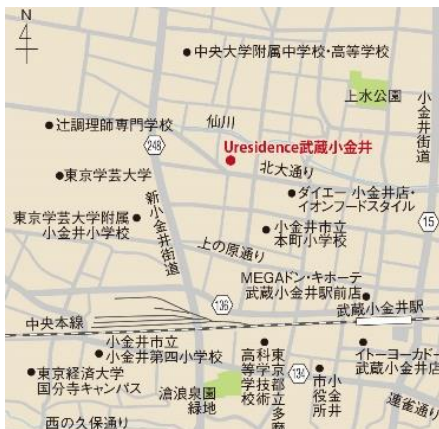 N
中央大学附属中学校・高等学校
上水公園
小金井街道
辻調理師専門学校
仙川
248
Uresidence武蔵小金井
北大通り
東京学芸大学
ダイエー 小金井店・
イオンフードスタイル
新小金井街道
東京学芸大学附属
小金井小学校
小金井市立
本町小学校
15
上の原通り
MEGAドン・キホーテ
武蔵小金井駅前店
136
武蔵小金井駅
中央本線
小金井市立
小金井第四小学校
東京都立多摩
科学技術
高等学校
134
イトーヨーカドー
武蔵小金井店
東京経済大学
国分寺キャンパス
滄浪泉園
緑地
小金井
市役所
連雀通り
西の久保通り